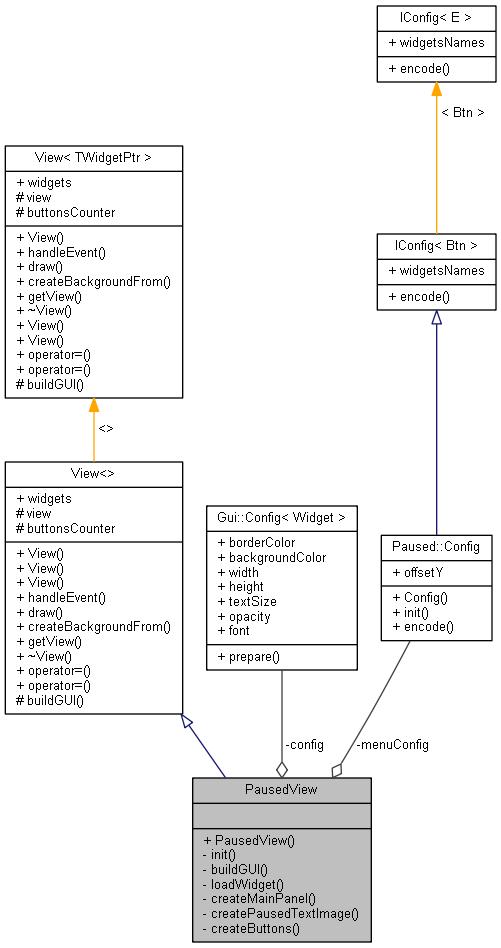 IConfig< E >
+ widgetsNames
+ encode()
< Btn >
View< TWidgetPtr >
+ widgets
# view
# buttonsCounter
+ View()
+ handleEvent()
+ draw()
+ createBackgroundFrom()
+ getView()
+ ~View()
+ View()
+ View()
+ operator=()
+ operator=()
# buildGUI()
IConfig< Btn >
+ widgetsNames
+ encode()
<>
View<>
+ widgets
# view
# buttonsCounter
+ View()
+ View()
+ View()
+ handleEvent()
+ draw()
+ createBackgroundFrom()
+ getView()
+ ~View()
+ operator=()
+ operator=()
# buildGUI()
Gui::Config< Widget >
+ borderColor
+ backgroundColor
+ width
+ height
+ textSize
+ opacity
+ font
+ prepare()
Paused::Config
+ offsetY
+ Config()
+ init()
+ encode()
-config
-menuConfig
PausedView
+ PausedView()
- init()
- buildGUI()
- loadWidget()
- createMainPanel()
- createPausedTextImage()
- createButtons()